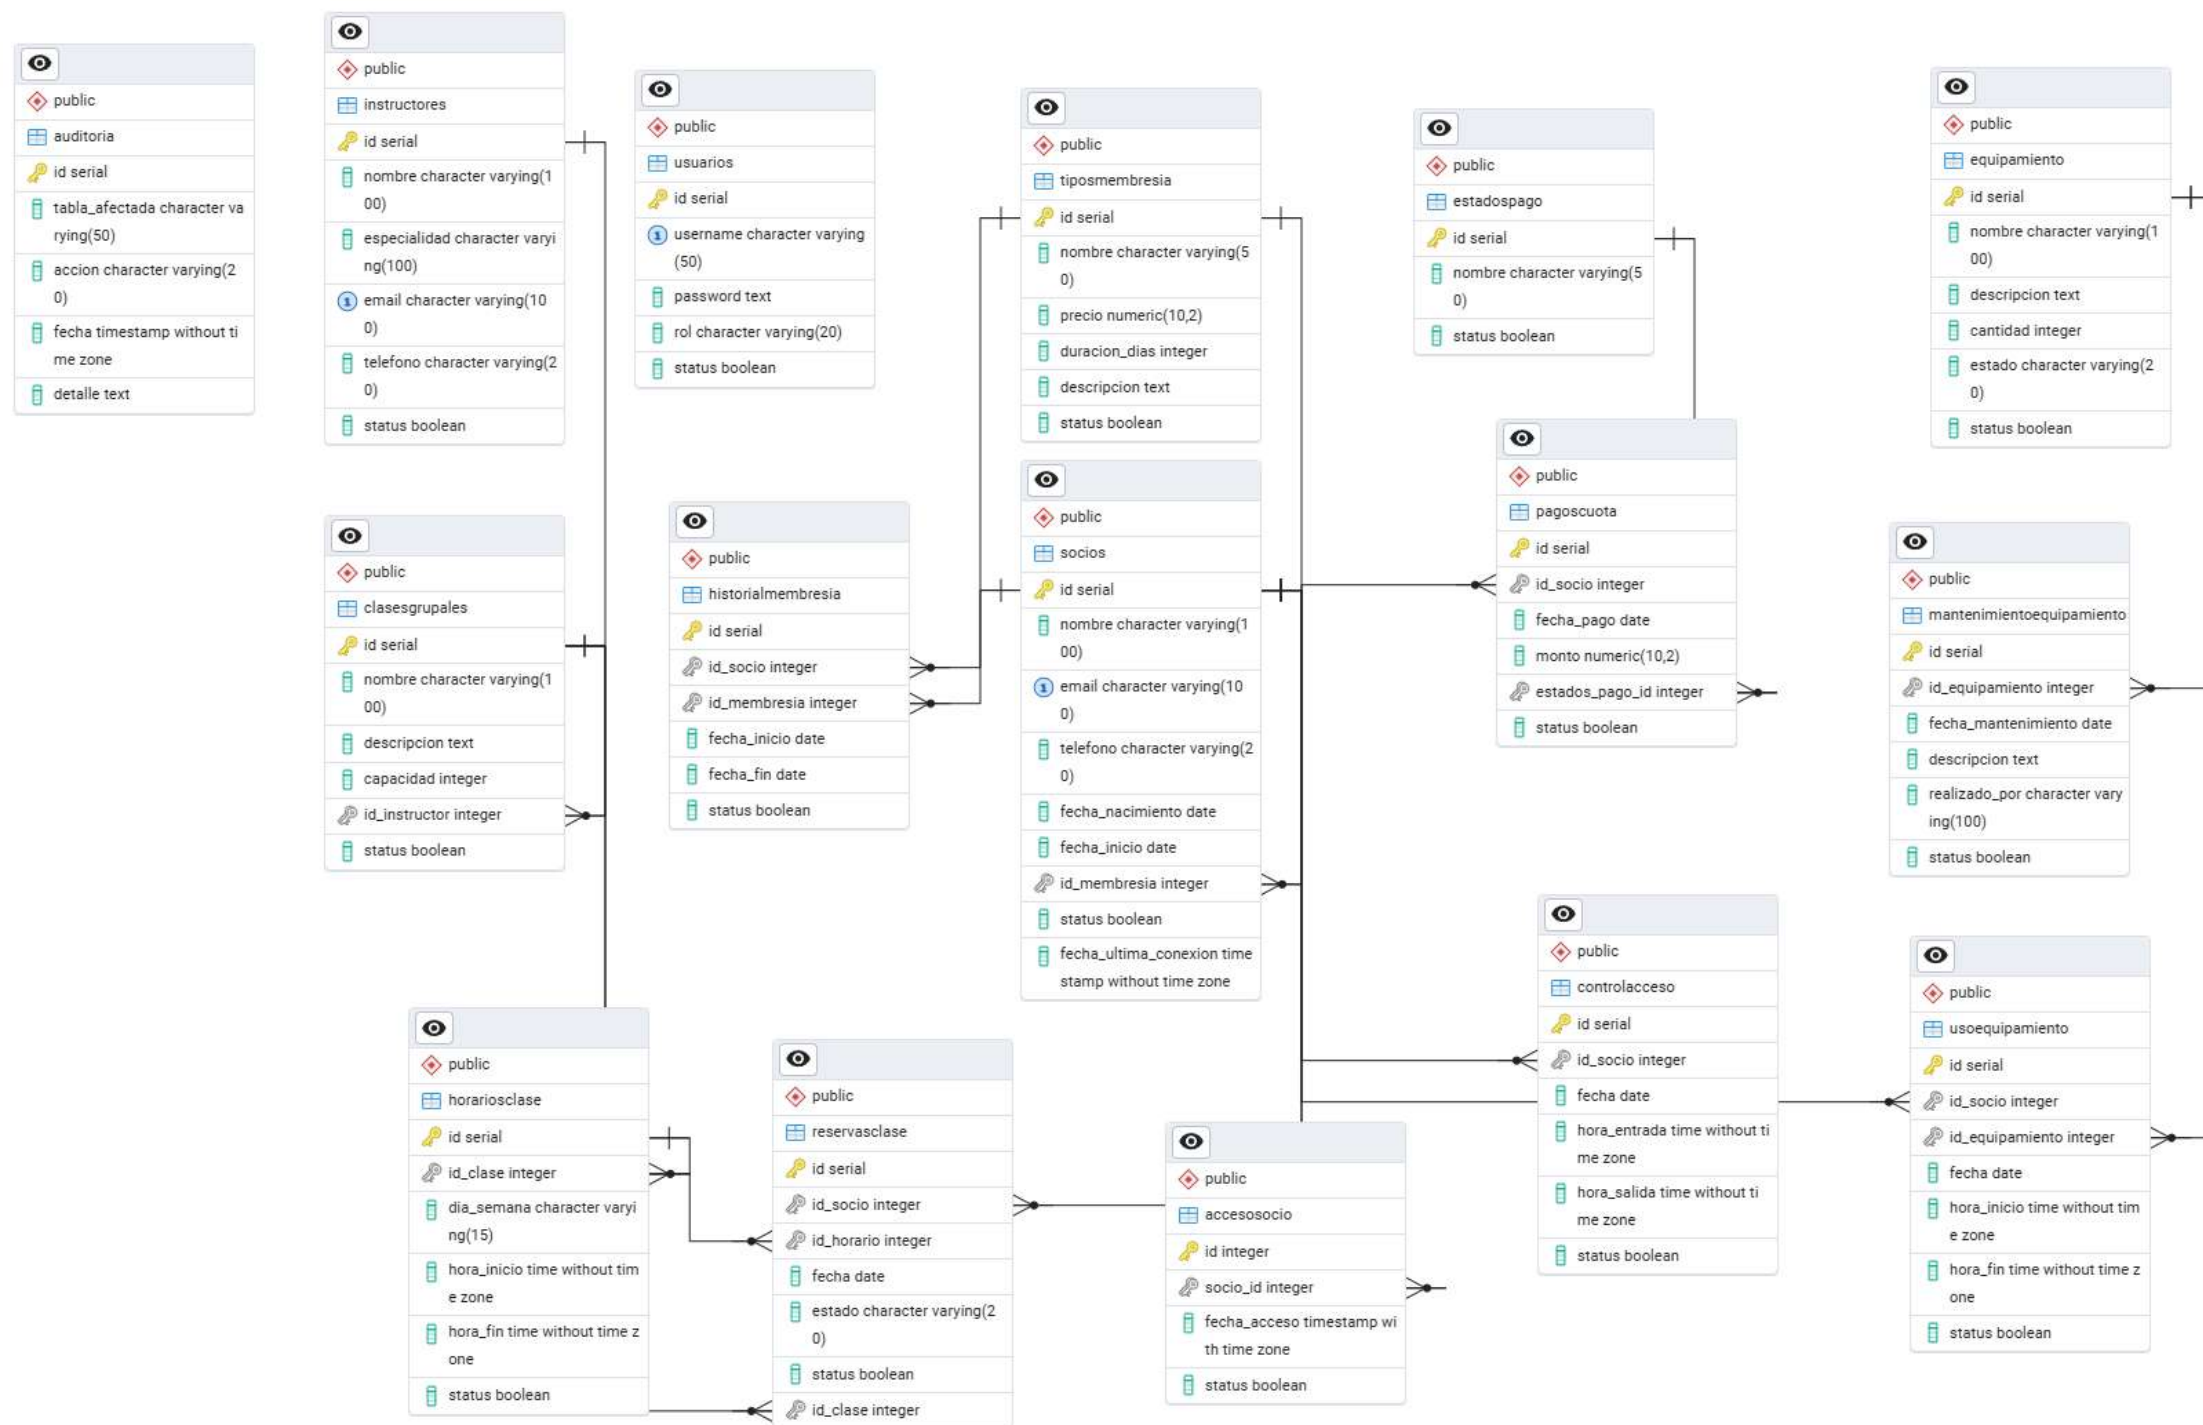 public
auditoria
id serial
tabla_afectada character va
rying(50)
accion character varying(2
0)
fecha timestamp without ti
me zone
detalle text
public
instructores
id serial
nombre character varying(1
00)
especialidad character varyi
ng(100)
email character varying(10
0)
telefono character varying(2
0)
status boolean
public
usuarios
id serial
username character varying
(50)
password text
rol character varying(20)
status boolean
public
tiposmembresia
id serial
nombre character varying(5
0)
precio numeric(10,2)
duracion_dias integer
descripcion text
status boolean
public
estadospago
id serial
nombre character varying(5
0)
status boolean
public
equipamiento
id serial
nombre character varying(1
00)
descripcion text
cantidad integer
estado character varying(2
0)
status boolean
public
clasesgrupales
id serial
nombre character varying(1
00)
descripcion text
capacidad integer
id_instructor integer
status boolean
public
historialmembresia
id serial
id_socio integer
id_membresia integer
fecha_inicio date
fecha_fin date
status boolean
public
socios
id serial
nombre character varying(1
00)
email character varying(10
0)
telefono character varying(2
0)
fecha_nacimiento date
fecha_inicio date
id_membresia integer
status boolean
fecha_ultima_conexion time
stamp without time zone
public
pagoscuota
id serial
id_socio integer
fecha_pago date
monto numeric(10,2)
estados_pago_id integer
status boolean
public
mantenimientoequipamiento
id serial
id_equipamiento integer
fecha_mantenimiento date
descripcion text
realizado_por character vary
ing(100)
status boolean
public
horariosclase
id serial
id_clase integer
dia_semana character varyi
ng(15)
hora_inicio time without tim
e zone
hora_fin time without time z
one
status boolean
public
reservasclase
id serial
id_socio integer
id_horario integer
fecha date
estado character varying(2
0)
status boolean
id_clase integer
public
accesosocio
id integer
socio_id integer
fecha_acceso timestamp wi
th time zone
status boolean
public
controlacceso
id serial
id_socio integer
fecha date
hora_entrada time without ti
me zone
hora_salida time without ti
me zone
status boolean
public
usoequipamiento
id serial
id_socio integer
id_equipamiento integer
fecha date
hora_inicio time without tim
e zone
hora_fin time without time z
one
status boolean